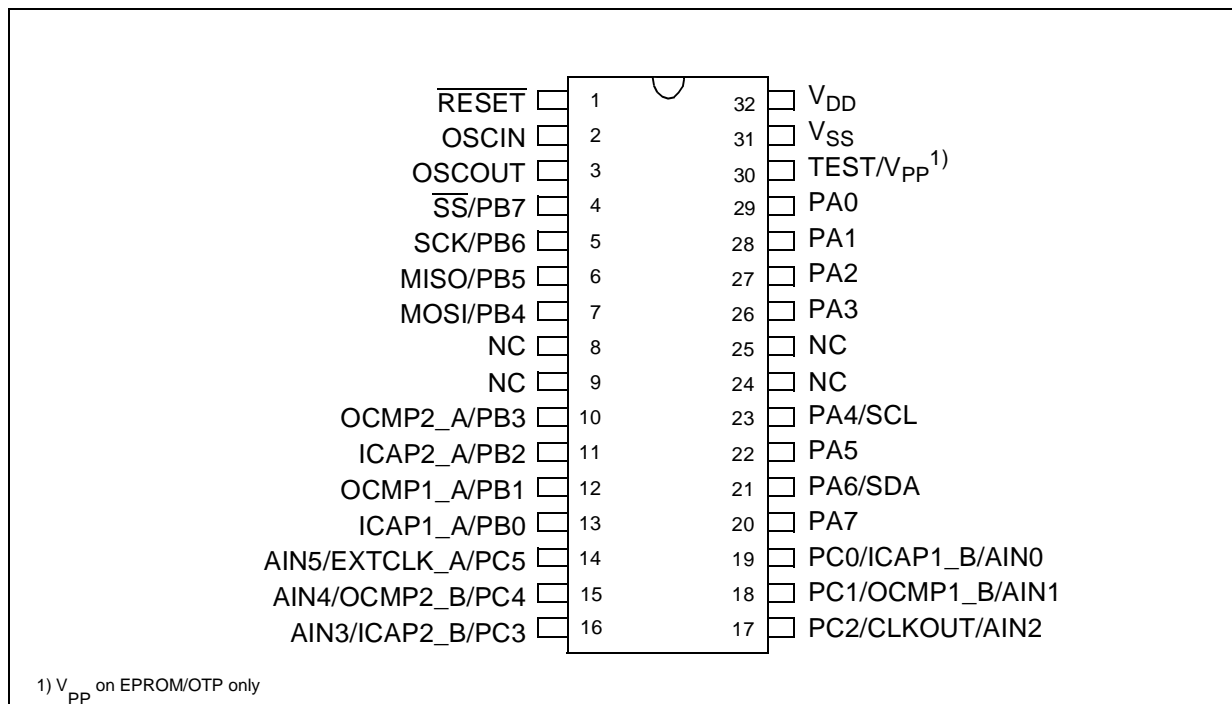 RESET 1 32 VDD
OSCIN 2 31 VSS
OSCOUT 3 30 TEST/VPP1)
SS/PB7 4 29 PA0
SCK/PB6 5 28 PA1
MISO/PB5 6 27 PA2
MOSI/PB4 7 26 PA3
NC 8 25 NC
NC 9 24 NC
OCMP2_A/PB3 10 23 PA4/SCL
ICAP2_A/PB2 11 22 PA5
OCMP1_A/PB1 12 21 PA6/SDA
ICAP1_A/PB0 13 20 PA7
AIN5/EXTCLK_A/PC5 14 19 PC0/ICAP1_B/AIN0
AIN4/OCMP2_B/PC4 15 18 PC1/OCMP1_B/AIN1
AIN3/ICAP2_B/PC3 16 17 PC2/CLKOUT/AIN2
1) VPP on EPROM/OTP only